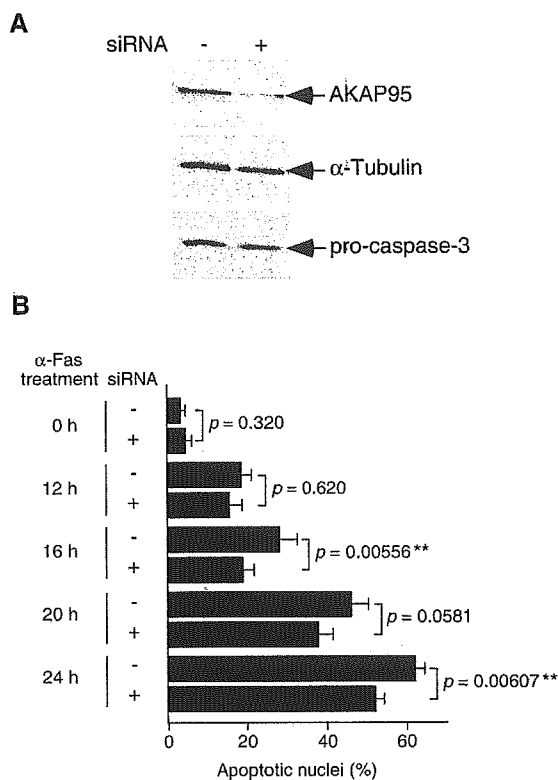 A
siRNA - +
AKAP95
α-Tubulin
pro-caspase-3
B
α-Fas
treatment siRNA
0 h - +
p = 0.320
12 h - +
p = 0.620
16 h - +
p = 0.00556**
20 h - +
p = 0.0581
24 h - +
p = 0.00607**
0 20 40 60
Apoptotic nuclei (%)